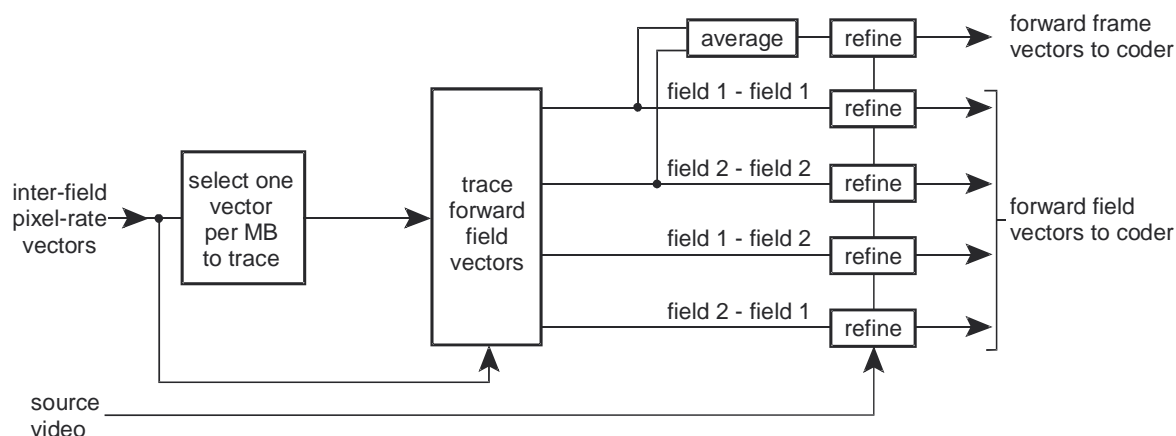 average
refine
forward frame
vectors to coder
field 1 - field 1
refine
field 2 - field 2
refine
inter-field
pixel-rate
vectors
select one
vector
per MB
to trace
trace
forward
field
vectors
forward field
vectors to coder
field 1 - field 2
refine
field 2 - field 1
refine
source
video